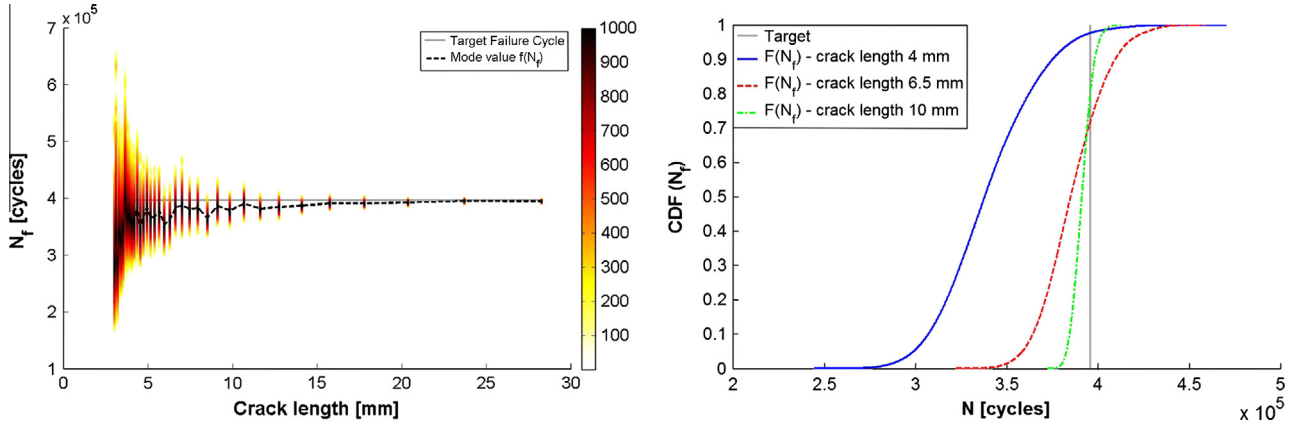 7 × 10⁵
6
5
4
3
2
1
N_f [cycles]
0 5 10 15 20 25 30
Crack length [mm]
Target Failure Cycle
Mode value f(N_f)
1000
900
800
700
600
500
400
300
200
100
1
0.9
0.8
0.7
0.6
0.5
0.4
0.3
0.2
0.1
0
CDF (N_f)
Target
F(N_f) - crack length 4 mm
F(N_f) - crack length 6.5 mm
F(N_f) - crack length 10 mm
2 2.5 3 3.5 4 4.5 5
N [cycles]
× 10⁵